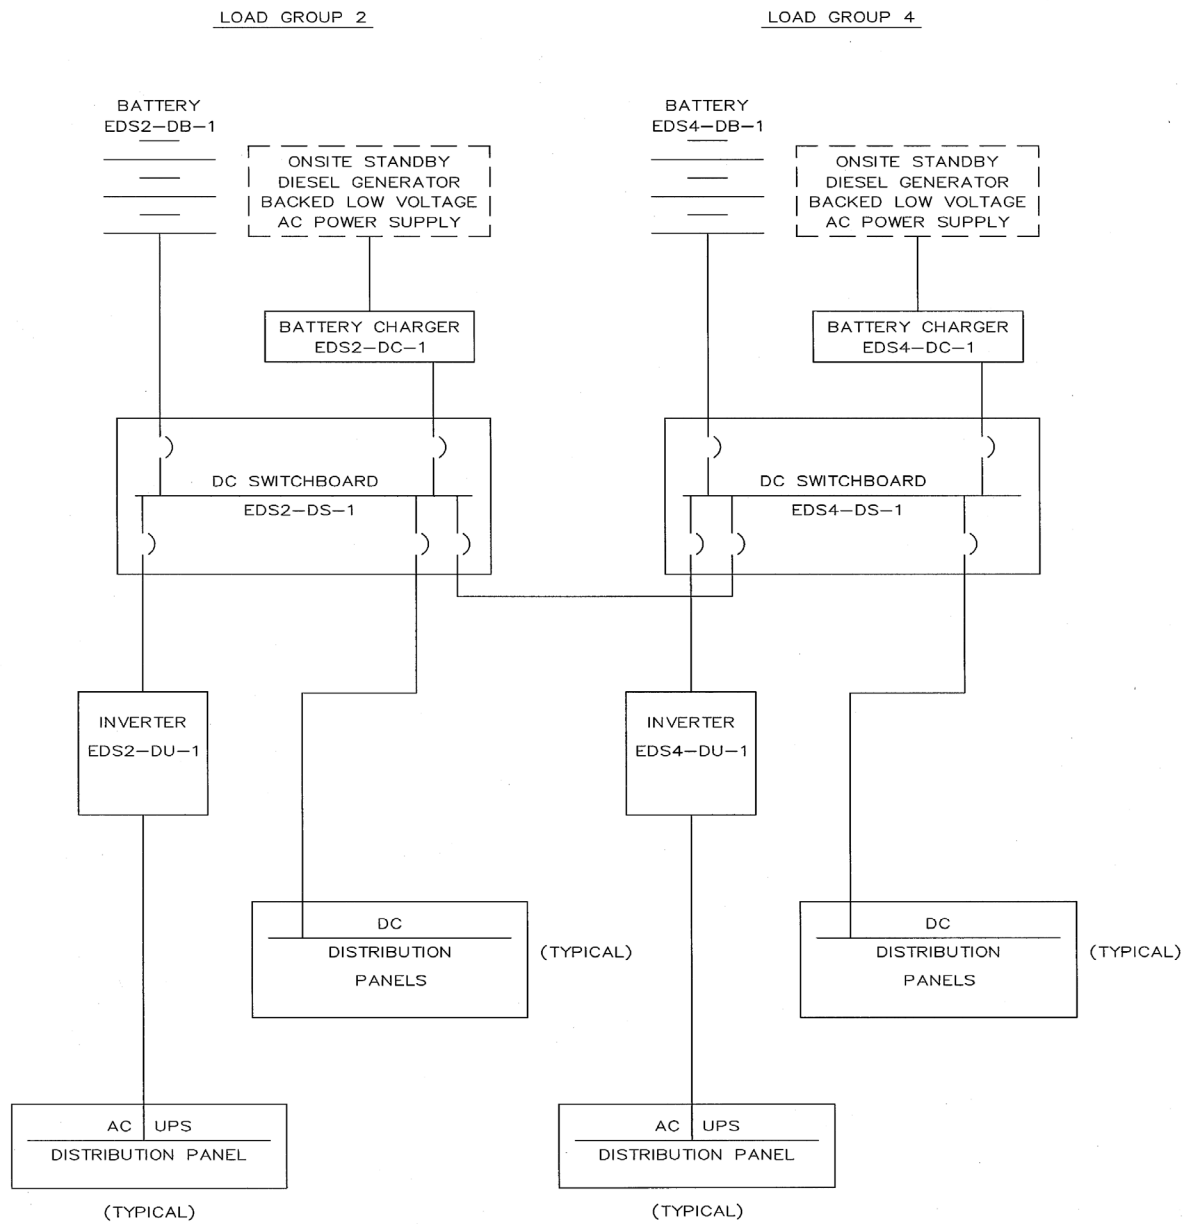 LOAD GROUP 2
LOAD GROUP 4
BATTERY
EDS2-DB-1
ONSITE STANDBY
DIESEL GENERATOR
BACKED LOW VOLTAGE
AC POWER SUPPLY
BATTERY
EDS4-DB-1
ONSITE STANDBY
DIESEL GENERATOR
BACKED LOW VOLTAGE
AC POWER SUPPLY
BATTERY CHARGER
EDS2-DC-1
BATTERY CHARGER
EDS4-DC-1
DC SWITCHBOARD
EDS2-DS-1
DC SWITCHBOARD
EDS4-DS-1
INVERTER
EDS2-DU-1
INVERTER
EDS4-DU-1
DC
DISTRIBUTION
PANELS
(TYPICAL)
DC
DISTRIBUTION
PANELS
(TYPICAL)
AC UPS
DISTRIBUTION PANEL
(TYPICAL)
AC UPS
DISTRIBUTION PANEL
(TYPICAL)